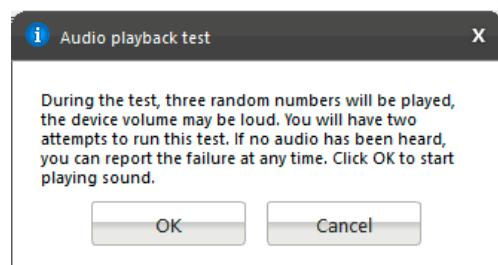 Audio playback test
X
During the test, three random numbers will be played,
the device volume may be loud. You will have two
attempts to run this test. If no audio has been heard,
you can report the failure at any time. Click OK to start
playing sound.
OK
Cancel